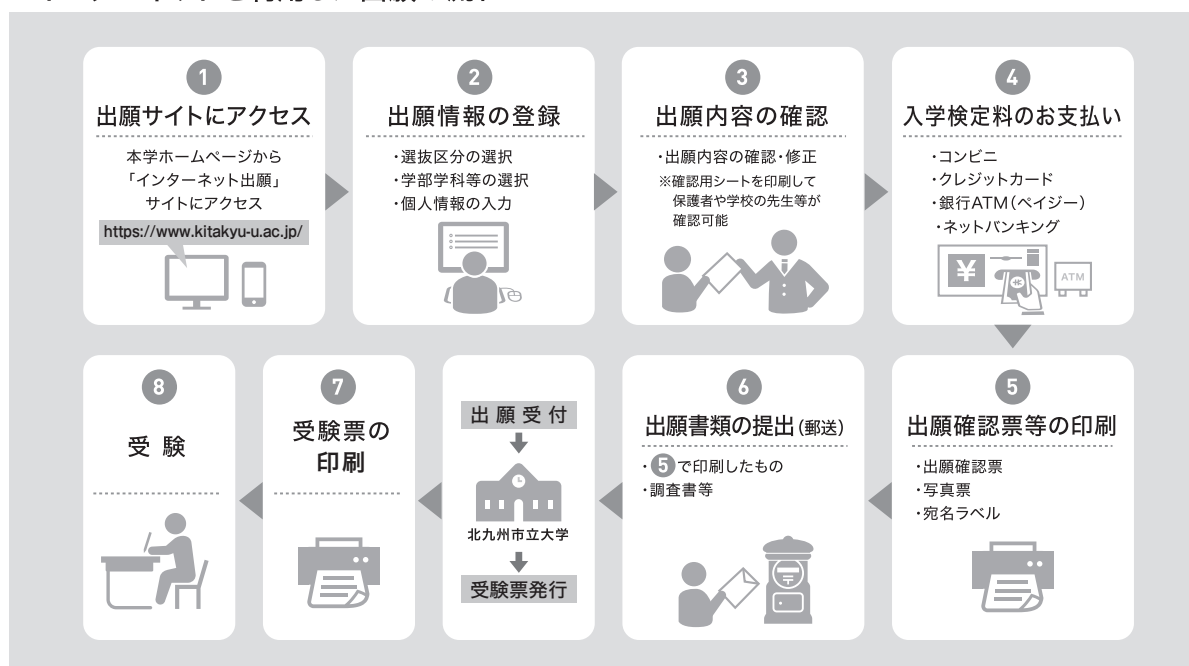 1
出願サイトにアクセス
本学ホームページから
「インターネット出願」
サイトにアクセス
https://www.kitakyu-u.ac.jp/
2
出願情報の登録
・選抜区分の選択
・学部学科等の選択
・個人情報の入力
3
出願内容の確認
・出願内容の確認・修正
※確認用シートを印刷して
保護者や学校の先生等が
確認可能
4
入学検定料のお支払い
・コンビニ
・クレジットカード
・銀行ATM(ペイジー)
・ネットバンキング
¥
ATM
5
出願確認票等の印刷
・出願確認票
・写真票
・宛名ラベル
6
出願書類の提出(郵送)
・5で印刷したもの
・調査書等
〒
出願受付
北九州市立大学
受験票発行
7
受験票の
印刷
8
受験